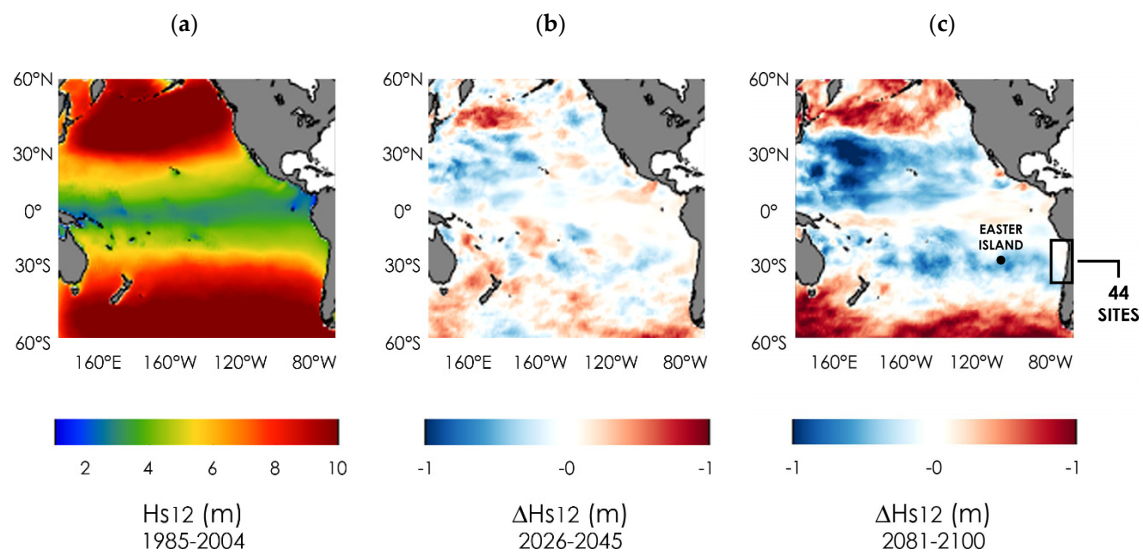 (a) (b) (c)
60°N 60°N 60°N
30°N 30°N 30°N
0° 0° 0°
EASTER
ISLAND
30°S 30°S 30°S
44
SITES
60°S 60°S 60°S
160°E 160°W 120°W 80°W 160°E 160°W 120°W 80°W 160°E 160°W 120°W 80°W
2 4 6 8 10 -1 -0 -1 -1 -0 -1
Hs12 (m) ΔHs12 (m) ΔHs12 (m)
1985-2004 2026-2045 2081-2100